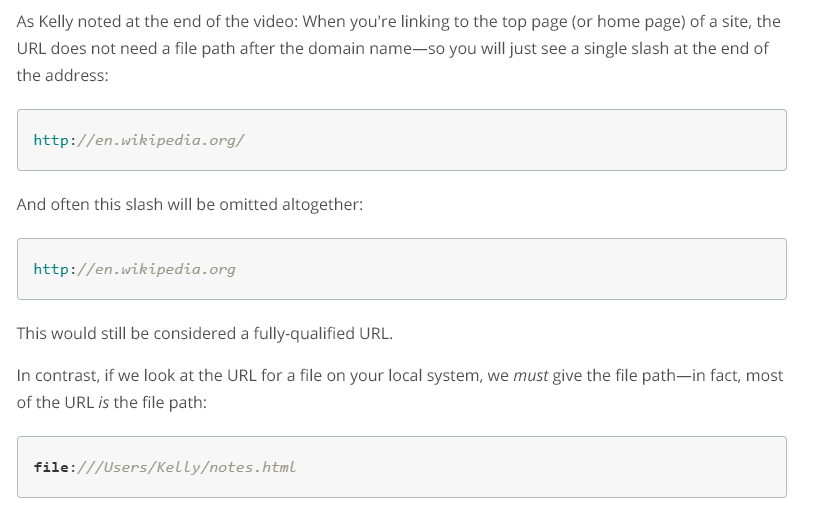 As Kelly noted at the end of the video: When you're linking to the top page (or home page) of a site, the
URL does not need a file path after the domain name—so you will just see a single slash at the end of
the address:
http://en.wikipedia.org/
And often this slash will be omitted altogether:
http://en.wikipedia.org
This would still be considered a fully-qualified URL.
In contrast, if we look at the URL for a file on your local system, we must give the file path—in fact, most
of the URL is the file path:
file:///Users/Kelly/notes.html